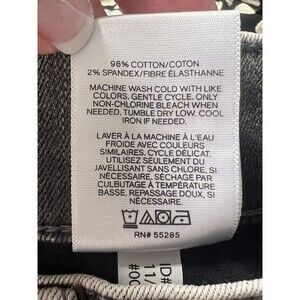 98% COTTON/COTON
2% SPANDEX/FIBRE ÉLASTHANNE
MACHINE WASH COLD WITH LIKE
COLORS. GENTLE CYCLE. ONLY
NON-CHLORINE BLEACH WHEN
NEEDED. TUMBLE DRY LOW. COOL
IRON IF NEEDED.
LAVER À LA MACHINE À L'EAU
FROIDE AVEC COULEURS
SIMILAIRES. CYCLE DÉLICAT.
UTILISEZ SEULEMENT DU
JAVELLISANT SANS CHLORE, SI
NÉCESSAIRE. SÉCHAGE PAR
CULBUTAGE À TEMPÉRATURE
BASSE. REPASSAGE TIÈDE, SI
NÉCESSAIRE.
RN# 55285
ID#